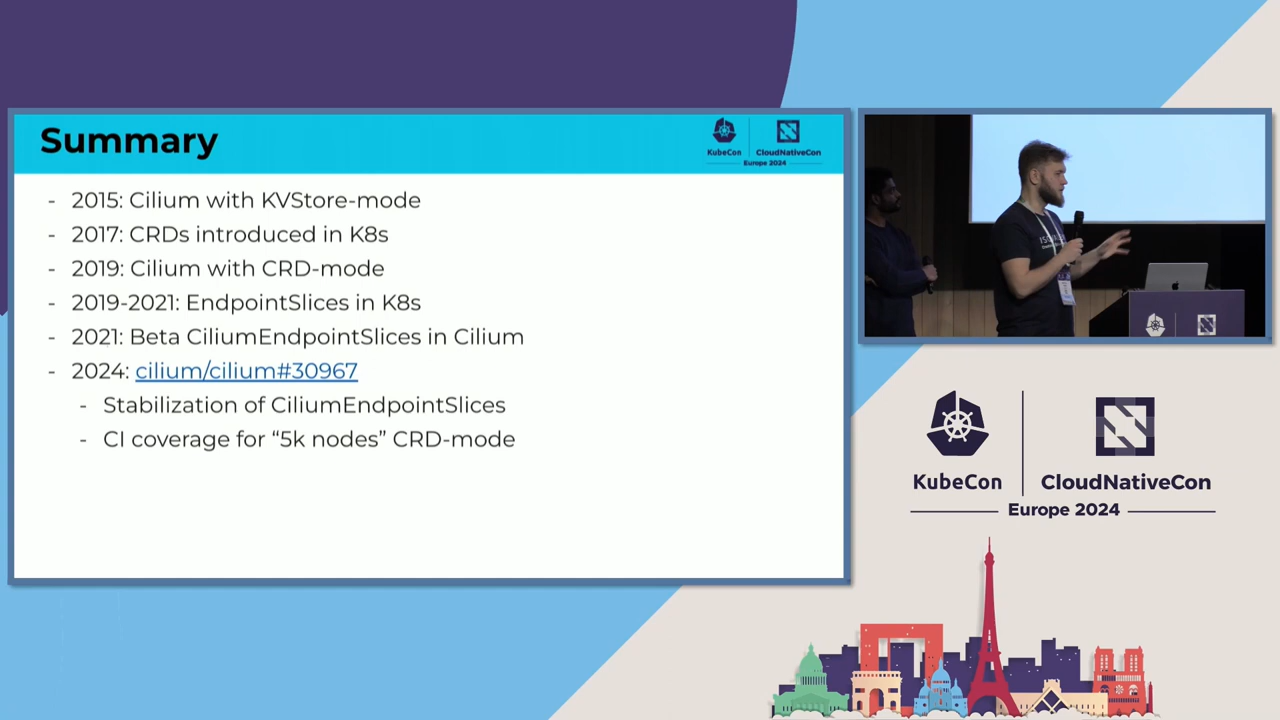 Summary
KubeCon
CloudNativeCon
Europe 2024
- 2015: Cilium with KVStore-mode
- 2017: CRDs introduced in K8s
- 2019: Cilium with CRD-mode
- 2019-2021: EndpointSlices in K8s
- 2021: Beta CiliumEndpointSlices in Cilium
- 2024: cilium/cilium#30967
- Stabilization of CiliumEndpointSlices
- CI coverage for “5k nodes” CRD-mode
KubeCon
CloudNativeCon
Europe 2024